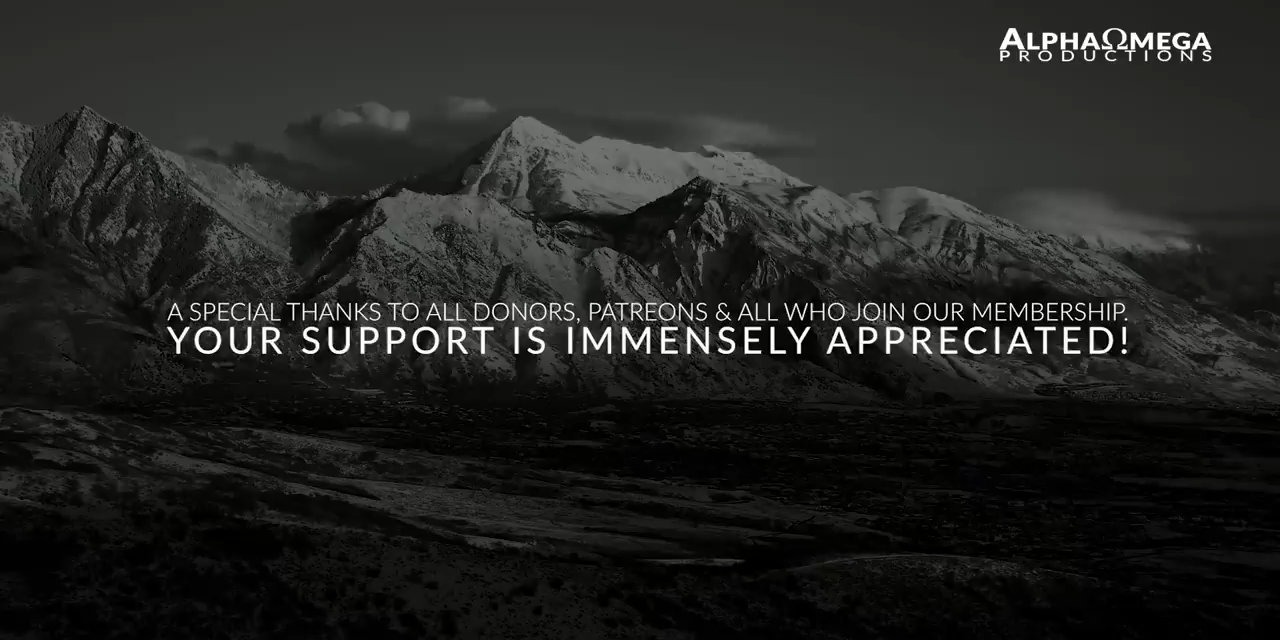 ALPHAΩMEGA
PRODUCTIONS
A SPECIAL THANKS TO ALL DONORS, PATREONS & ALL WHO JOIN OUR MEMBERSHIP.
YOUR SUPPORT IS IMMENSELY APPRECIATED!